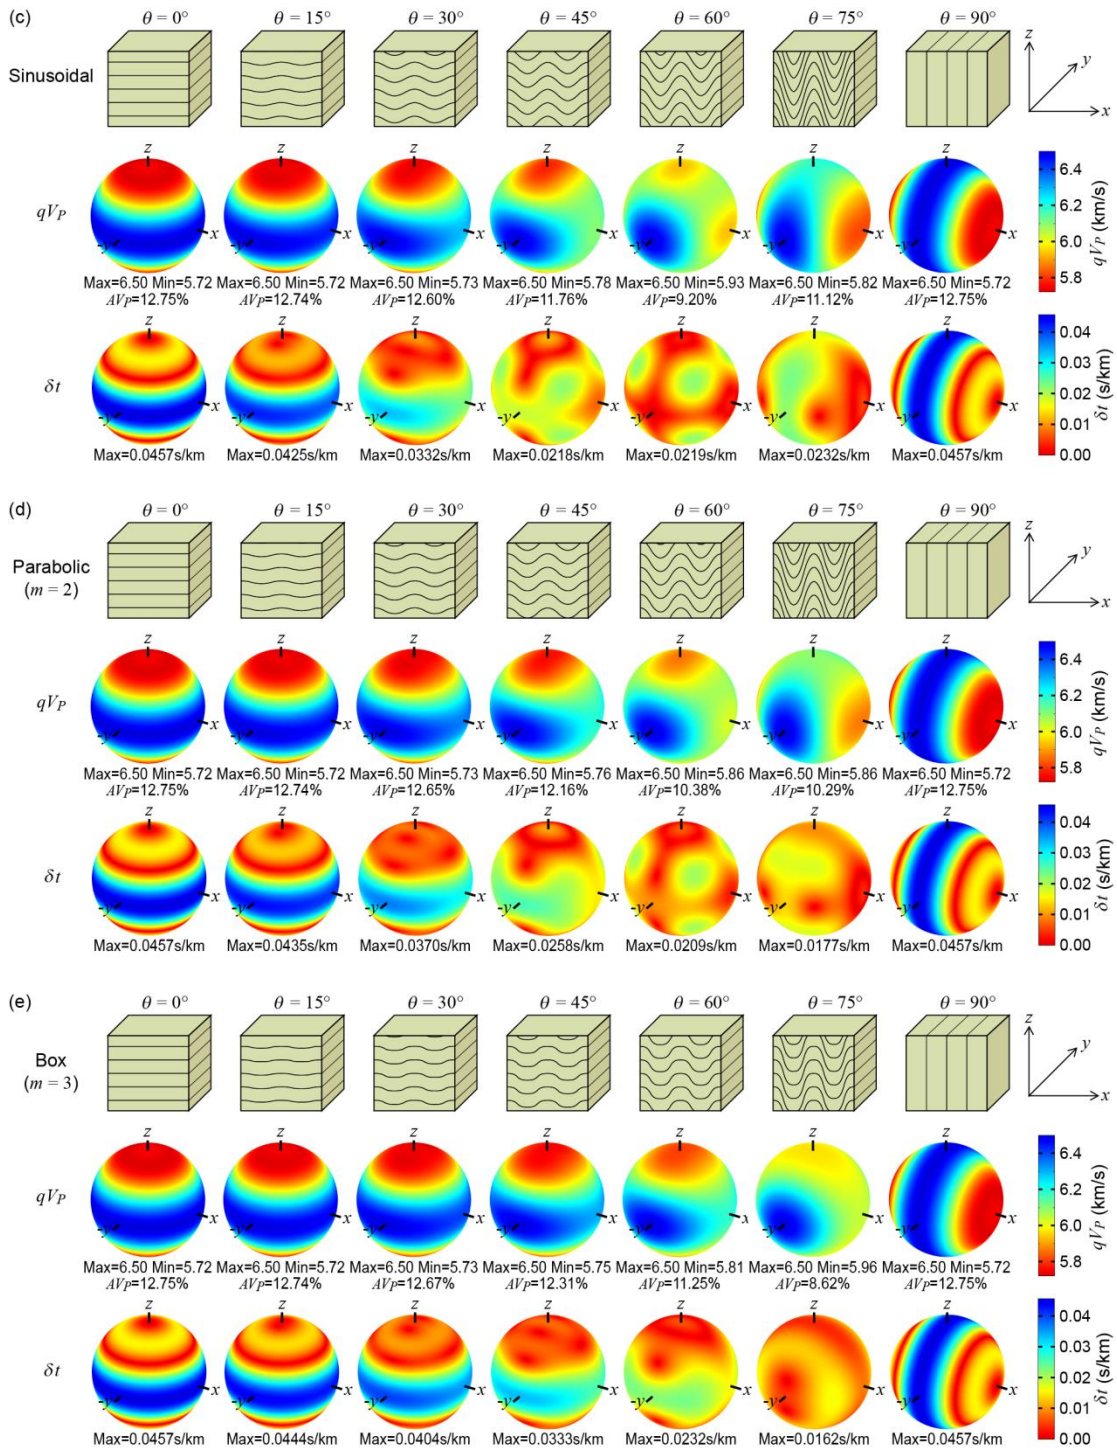 (c)
θ = 0° θ = 15° θ = 30° θ = 45° θ = 60° θ = 75° θ = 90°
Sinusoidal
z
y
x
z z z z z z z
qVP
-y x -y x -y x -y x -y x -y x -y x
6.4
6.2
6.0
5.8
qVP (km/s)
Max=6.50 Min=5.72 Max=6.50 Min=5.72 Max=6.50 Min=5.73 Max=6.50 Min=5.78 Max=6.50 Min=5.93 Max=6.50 Min=5.82 Max=6.50 Min=5.72
AVP=12.75% AVP=12.74% AVP=12.60% AVP=11.76% AVP=9.20% AVP=11.12% AVP=12.75%
z z z z z z z
δt
-y x -y x -y x -y x -y x -y x -y x
0.04
0.03
0.02
0.01
0.00
δt (s/km)
Max=0.0457s/km Max=0.0425s/km Max=0.0332s/km Max=0.0218s/km Max=0.0219s/km Max=0.0232s/km Max=0.0457s/km
(d)
θ = 0° θ = 15° θ = 30° θ = 45° θ = 60° θ = 75° θ = 90°
Parabolic
(m = 2)
z
y
x
z z z z z z z
qVP
-y x -y x -y x -y x -y x -y x -y x
6.4
6.2
6.0
5.8
qVP (km/s)
Max=6.50 Min=5.72 Max=6.50 Min=5.72 Max=6.50 Min=5.73 Max=6.50 Min=5.76 Max=6.50 Min=5.86 Max=6.50 Min=5.86 Max=6.50 Min=5.72
AVP=12.75% AVP=12.74% AVP=12.65% AVP=12.16% AVP=10.38% AVP=10.29% AVP=12.75%
z z z z z z z
δt
-y x -y x -y x -y x -y x -y x -y x
0.04
0.03
0.02
0.01
0.00
δt (s/km)
Max=0.0457s/km Max=0.0435s/km Max=0.0370s/km Max=0.0258s/km Max=0.0209s/km Max=0.0177s/km Max=0.0457s/km
(e)
θ = 0° θ = 15° θ = 30° θ = 45° θ = 60° θ = 75° θ = 90°
Box
(m = 3)
z
y
x
z z z z z z z
qVP
-y x -y x -y x -y x -y x -y x -y x
6.4
6.2
6.0
5.8
qVP (km/s)
Max=6.50 Min=5.72 Max=6.50 Min=5.72 Max=6.50 Min=5.73 Max=6.50 Min=5.75 Max=6.50 Min=5.81 Max=6.50 Min=5.96 Max=6.50 Min=5.72
AVP=12.75% AVP=12.74% AVP=12.67% AVP=12.31% AVP=11.25% AVP=8.62% AVP=12.75%
z z z z z z z
δt
-y x -y x -y x -y x -y x -y x -y x
0.04
0.03
0.02
0.01
0.00
δt (s/km)
Max=0.0457s/km Max=0.0444s/km Max=0.0404s/km Max=0.0333s/km Max=0.0232s/km Max=0.0162s/km Max=0.0457s/km